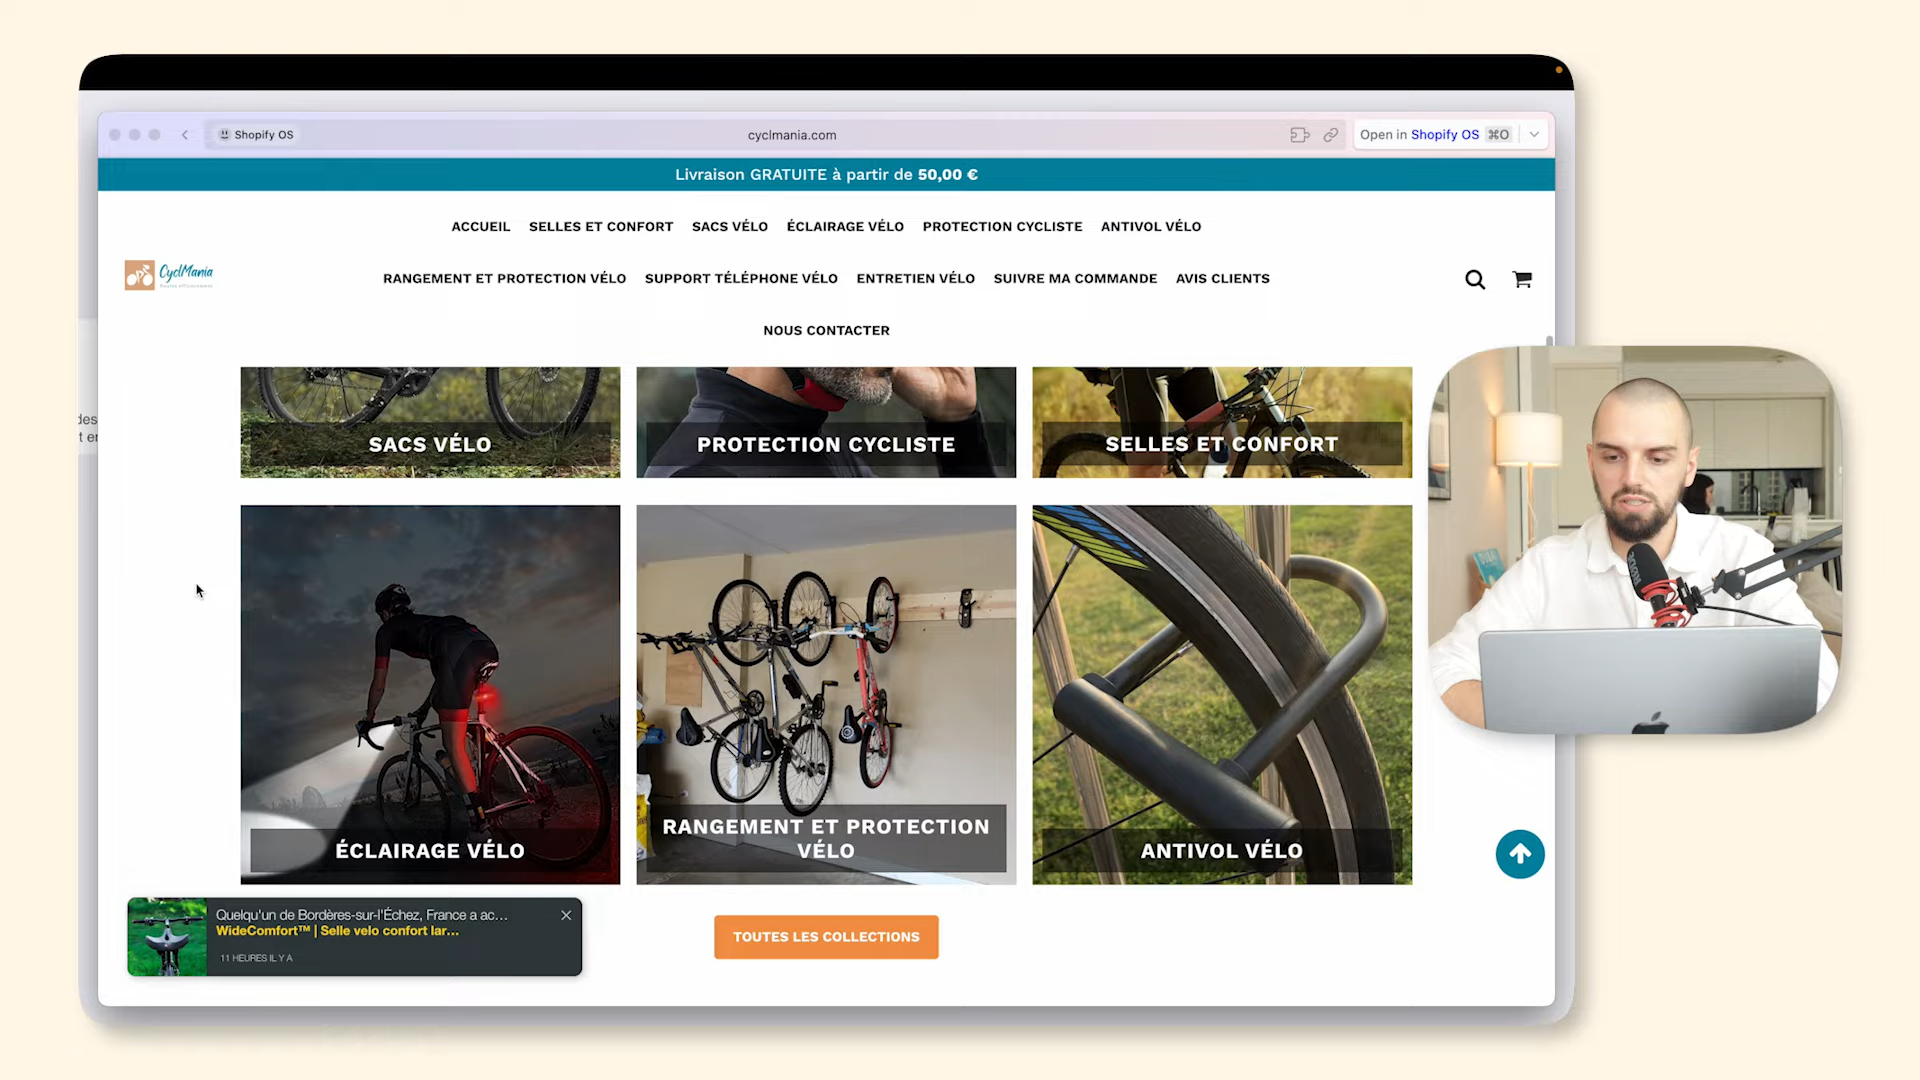 Shopify OS
cyclmania.com
Open in Shopify OS ⌘O
Livraison GRATUITE à partir de 50,00 €
ACCUEIL SELLES ET CONFORT SACS VÉLO ÉCLAIRAGE VÉLO PROTECTION CYCLISTE ANTIVOL VÉLO
CyclMania
RANGEMENT ET PROTECTION VÉLO SUPPORT TÉLÉPHONE VÉLO ENTRETIEN VÉLO SUIVRE MA COMMANDE AVIS CLIENTS
NOUS CONTACTER
des
t er
SACS VÉLO
PROTECTION CYCLISTE
SELLES ET CONFORT
ÉCLAIRAGE VÉLO
RANGEMENT ET PROTECTION
VÉLO
ANTIVOL VÉLO
Quelqu'un de Bordères-sur-l'Échez, France a ac...
WideComfort™ | Selle velo confort lar...
11 HEURES IL Y A
TOUTES LES COLLECTIONS
RØDE